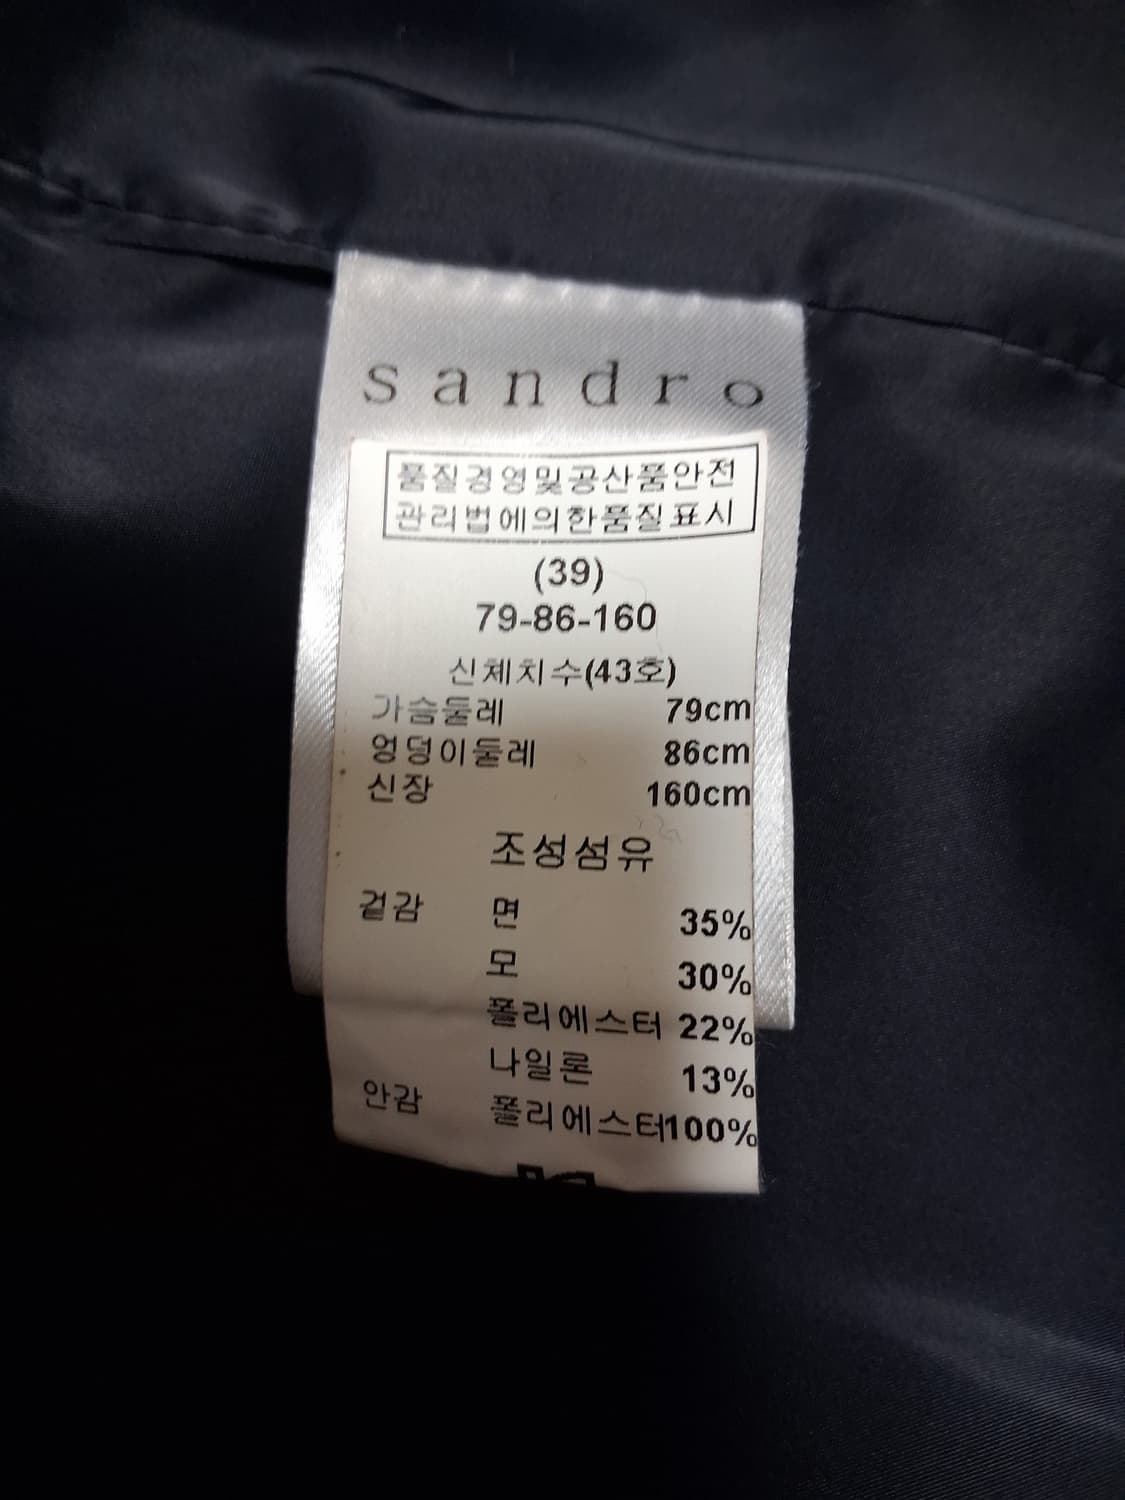 sandro
품질경영및공산품안전
관리법에의한품질표시
(39)
79-86-160
신체치수(43호)
가슴둘레 79cm
엉덩이둘레 86cm
신장 160cm
조성섬유
겉감 면 35%
모 30%
폴리에스터 22%
나일론 13%
안감 폴리에스터100%